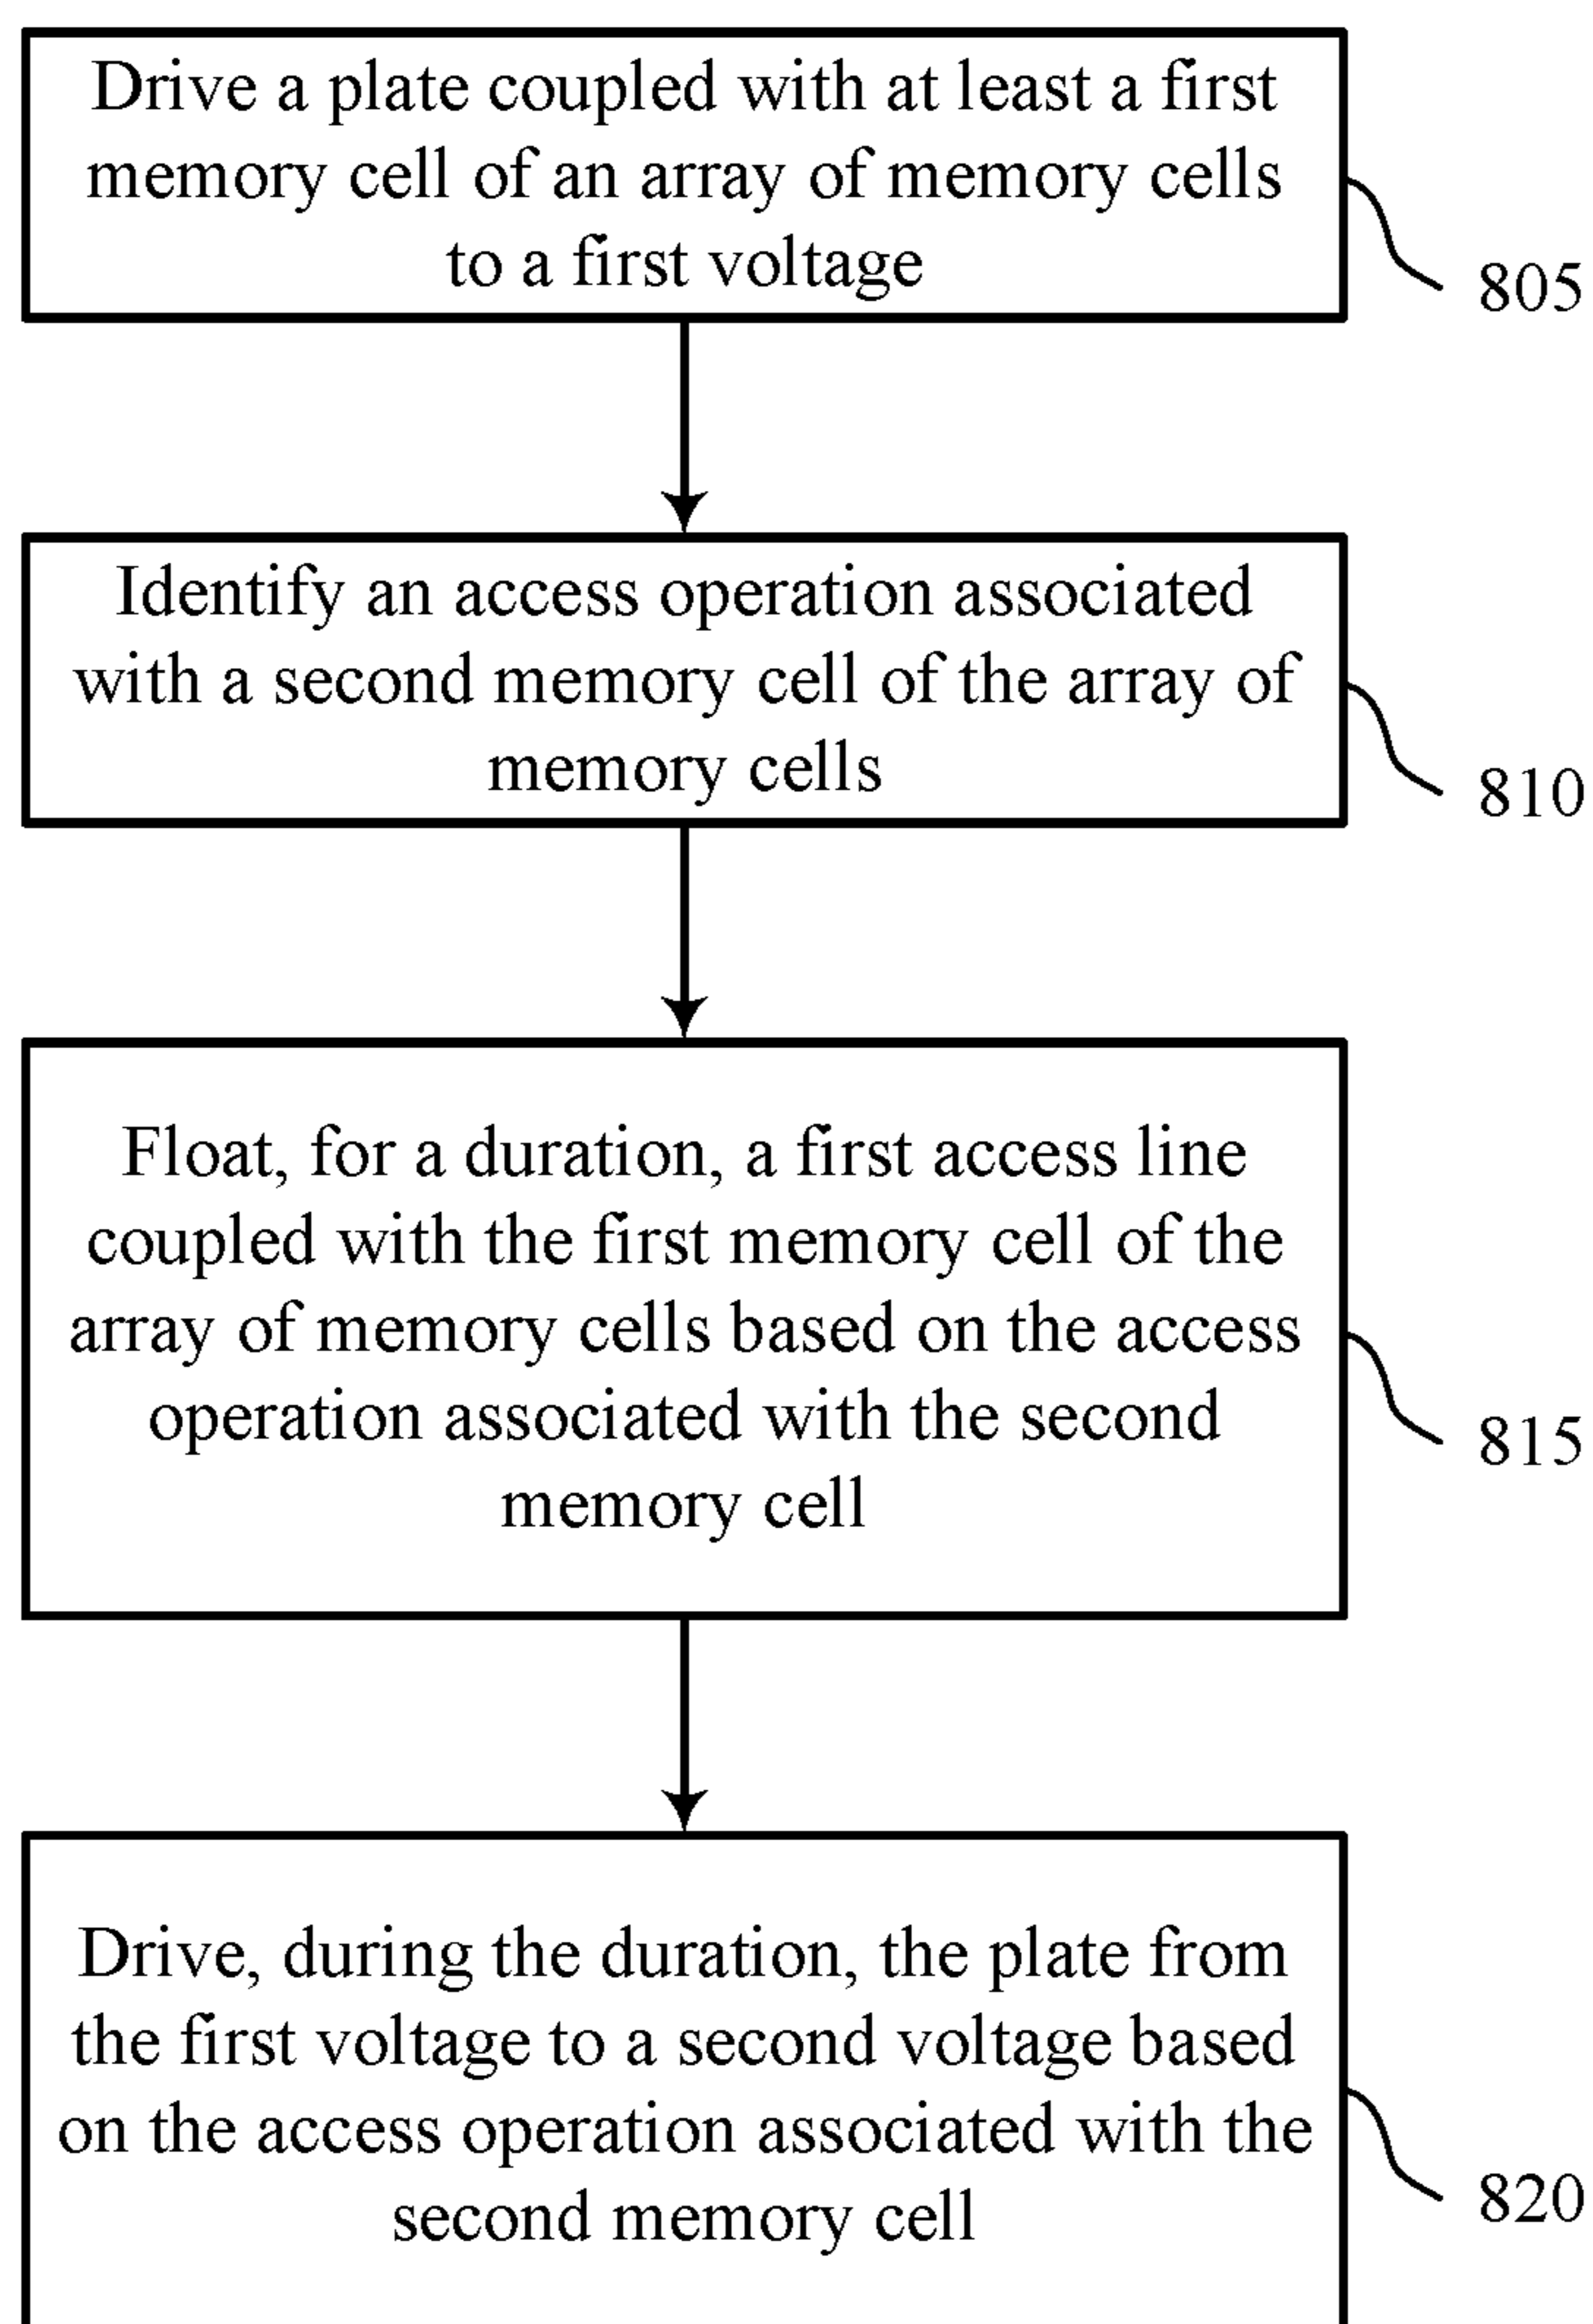 Drive a plate coupled with at least a first
memory cell of an array of memory cells
to a first voltage
805
Identify an access operation associated
with a second memory cell of the array of
memory cells
810
Float, for a duration, a first access line
coupled with the first memory cell of the
array of memory cells based on the access
operation associated with the second
memory cell
815
Drive, during the duration, the plate from
the first voltage to a second voltage based
on the access operation associated with the
second memory cell
820